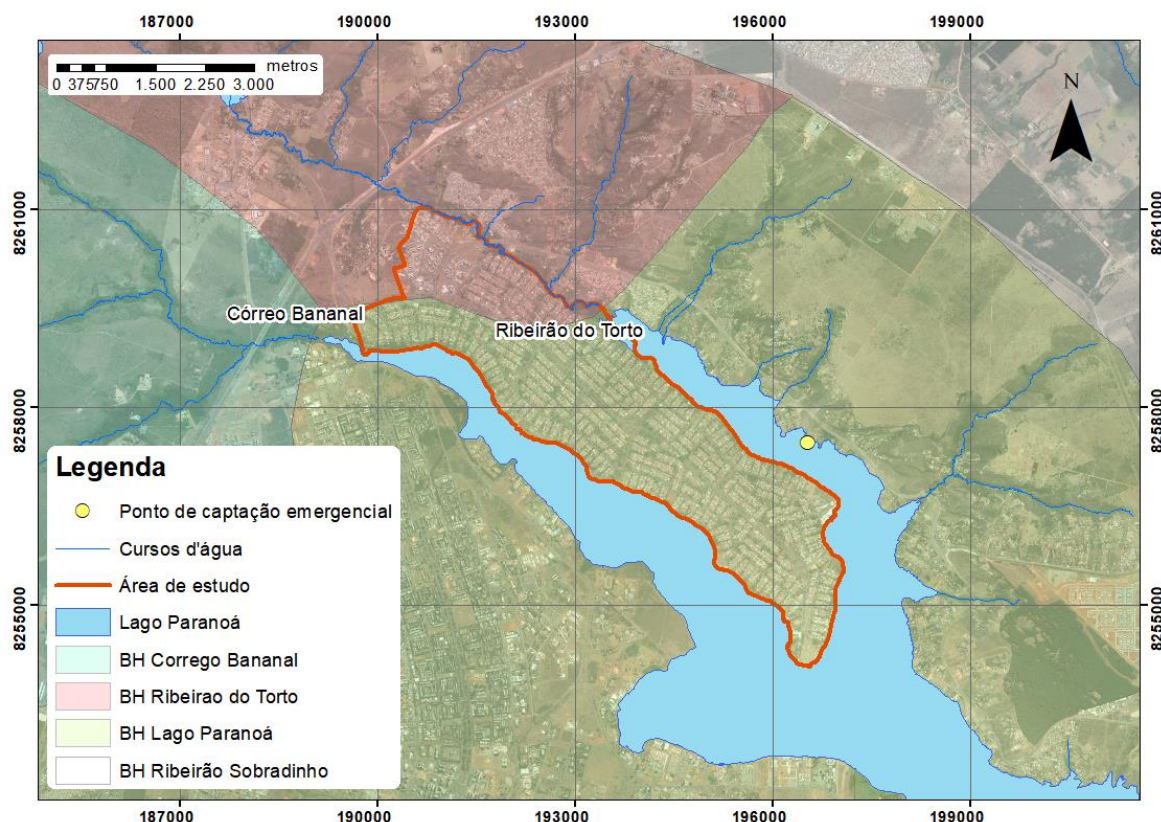 187000 190000 193000 196000 199000
metros
0 375750 1.500 2.250 3.000
N
8261000 8261000
Córreo Bananal
Ribeirão do Torto
8258000 8258000
Legenda
Ponto de captação emergencial
Cursos d'água
Área de estudo
Lago Paranoá
BH Corrego Bananal
BH Ribeirao do Torto
BH Lago Paranoá
BH Ribeirão Sobradinho
8255000 8255000
187000 190000 193000 196000 199000